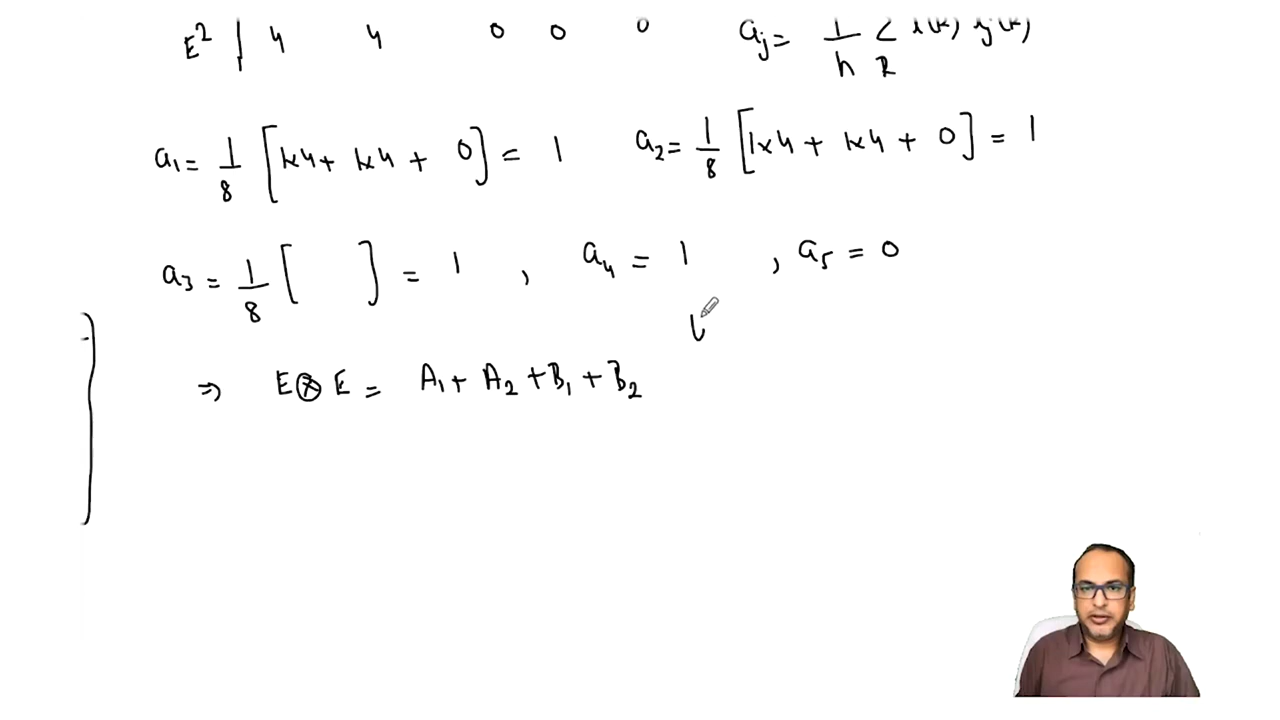 E² | 4 4 0 0 0 aj = 1/h Σ χ(R) χj(R)
R
a₁ = 1/8 [1×4 + 1×4 + 0] = 1 a₂ = 1/8 [1×4 + 1×4 + 0] = 1
a₃ = 1/8 [ ] = 1 , a₄ = 1 , a₅ = 0
⇒ E ⊗ E = A₁ + A₂ + B₁ + B₂